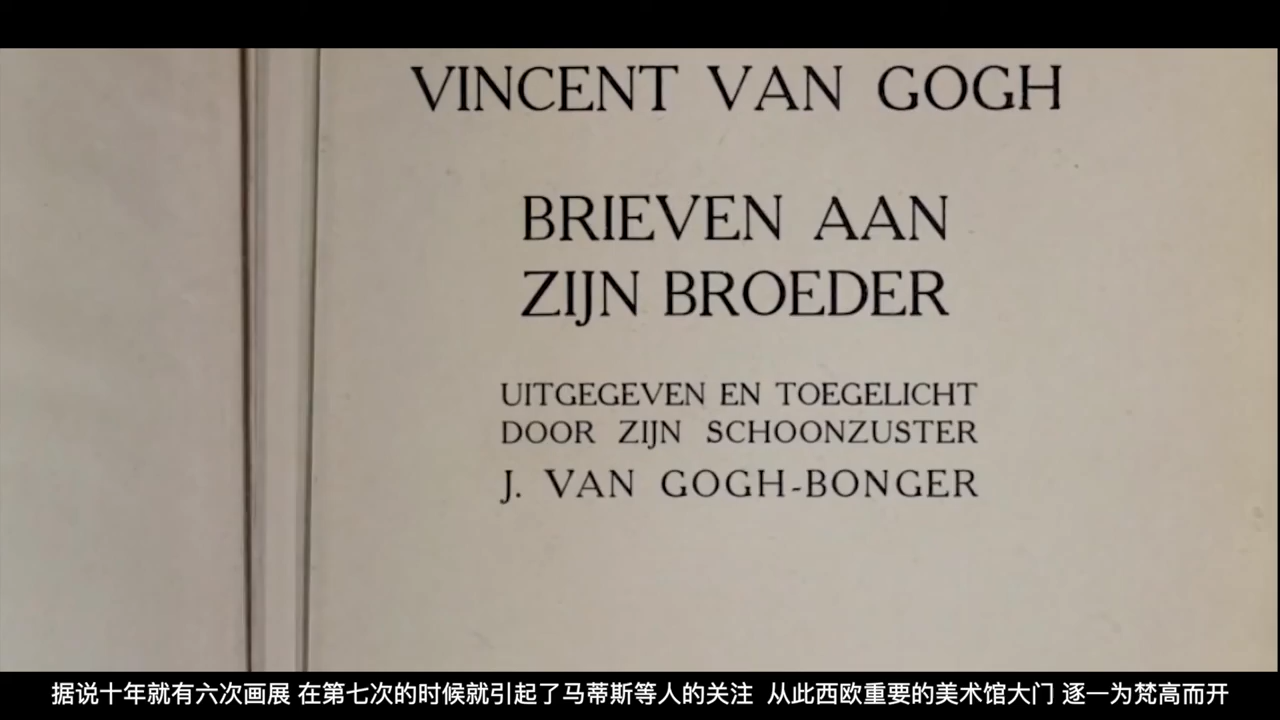 VINCENT VAN GOGH
BRIEVEN AAN
ZIJN BROEDER
UITGEGEVEN EN TOEGELICHT
DOOR ZIJN SCHOONZUSTER
J. VAN GOGH-BONGER
据说十年就有六次画展 在第七次的时候就引起了马蒂斯等人的关注 从此西欧重要的美术馆大门 逐一为梵高而开